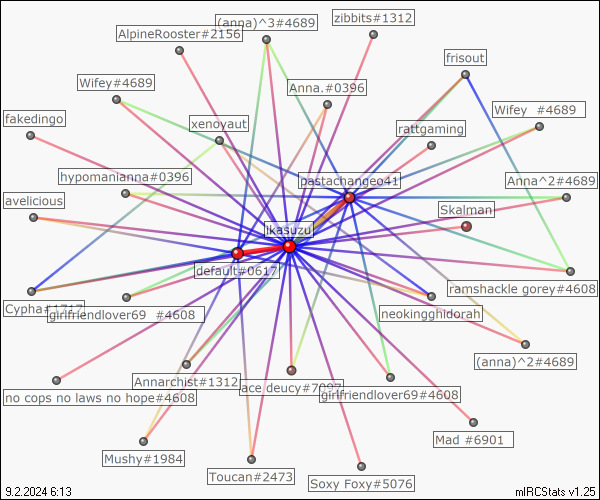 zibbits#1312
(anna)^3#4689
AlpineRooster#2156
frisout
Wifey#4689
Anna,#0396
Wifey  #4689
fakedingo
xenoyaut
rattgaming
hypomanianna#0396
pastachangeo41
Anna^2#4689
avelicious
Skalman
Ikasuzu
default#0617
ramshackle gorey#4608
Cypha#1717
girlfriendlover69  #4608
neokingghidorah
(anna)^2#4689
Annarchist#1312
ace deucy#7097
no cops no laws no hope#4608
girlfriendlover69#4608
Mad #6901
Mushy#1984
Toucan#2473
Soxy Foxy#5076
9.2.2024 6:13
mIRCStats v1.25